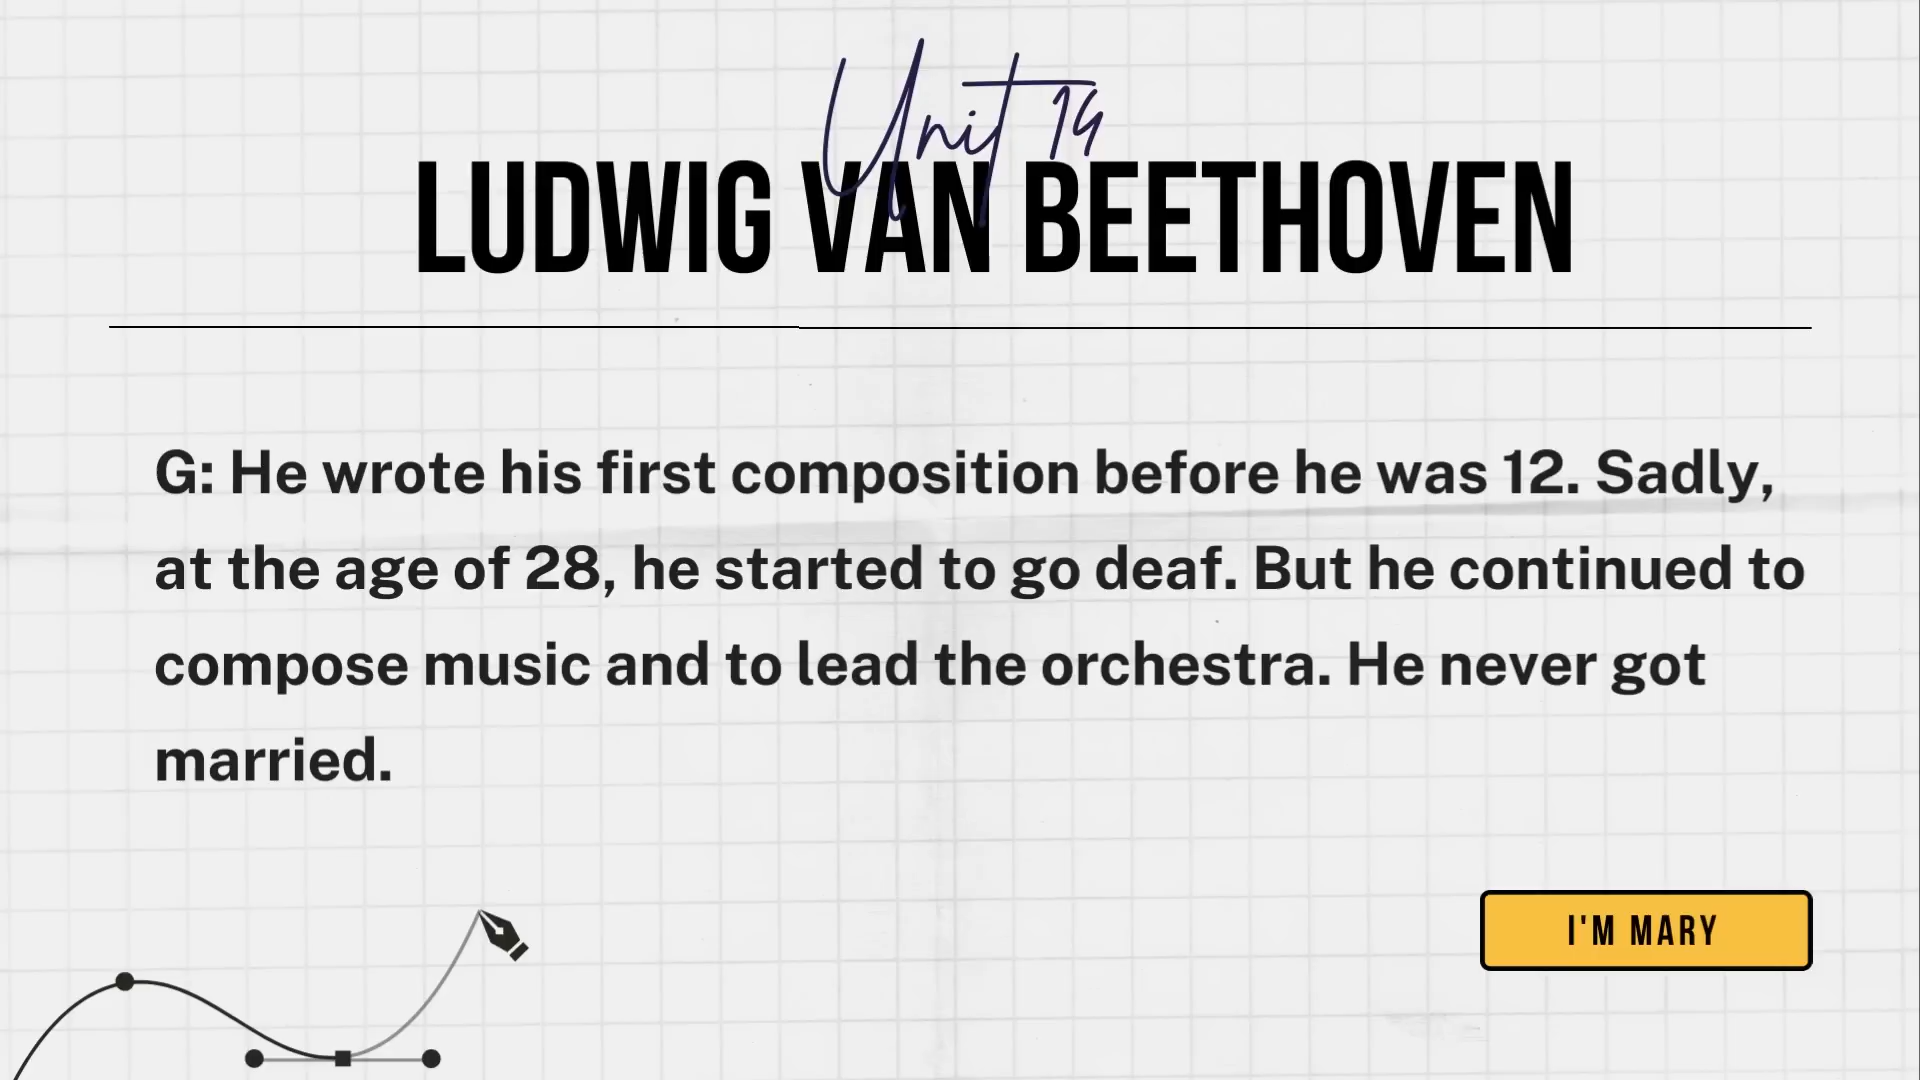 Unit 14
LUDWIG VAN BEETHOVEN
G: He wrote his first composition before he was 12. Sadly,
at the age of 28, he started to go deaf. But he continued to
compose music and to lead the orchestra. He never got
married.
I'M MARY